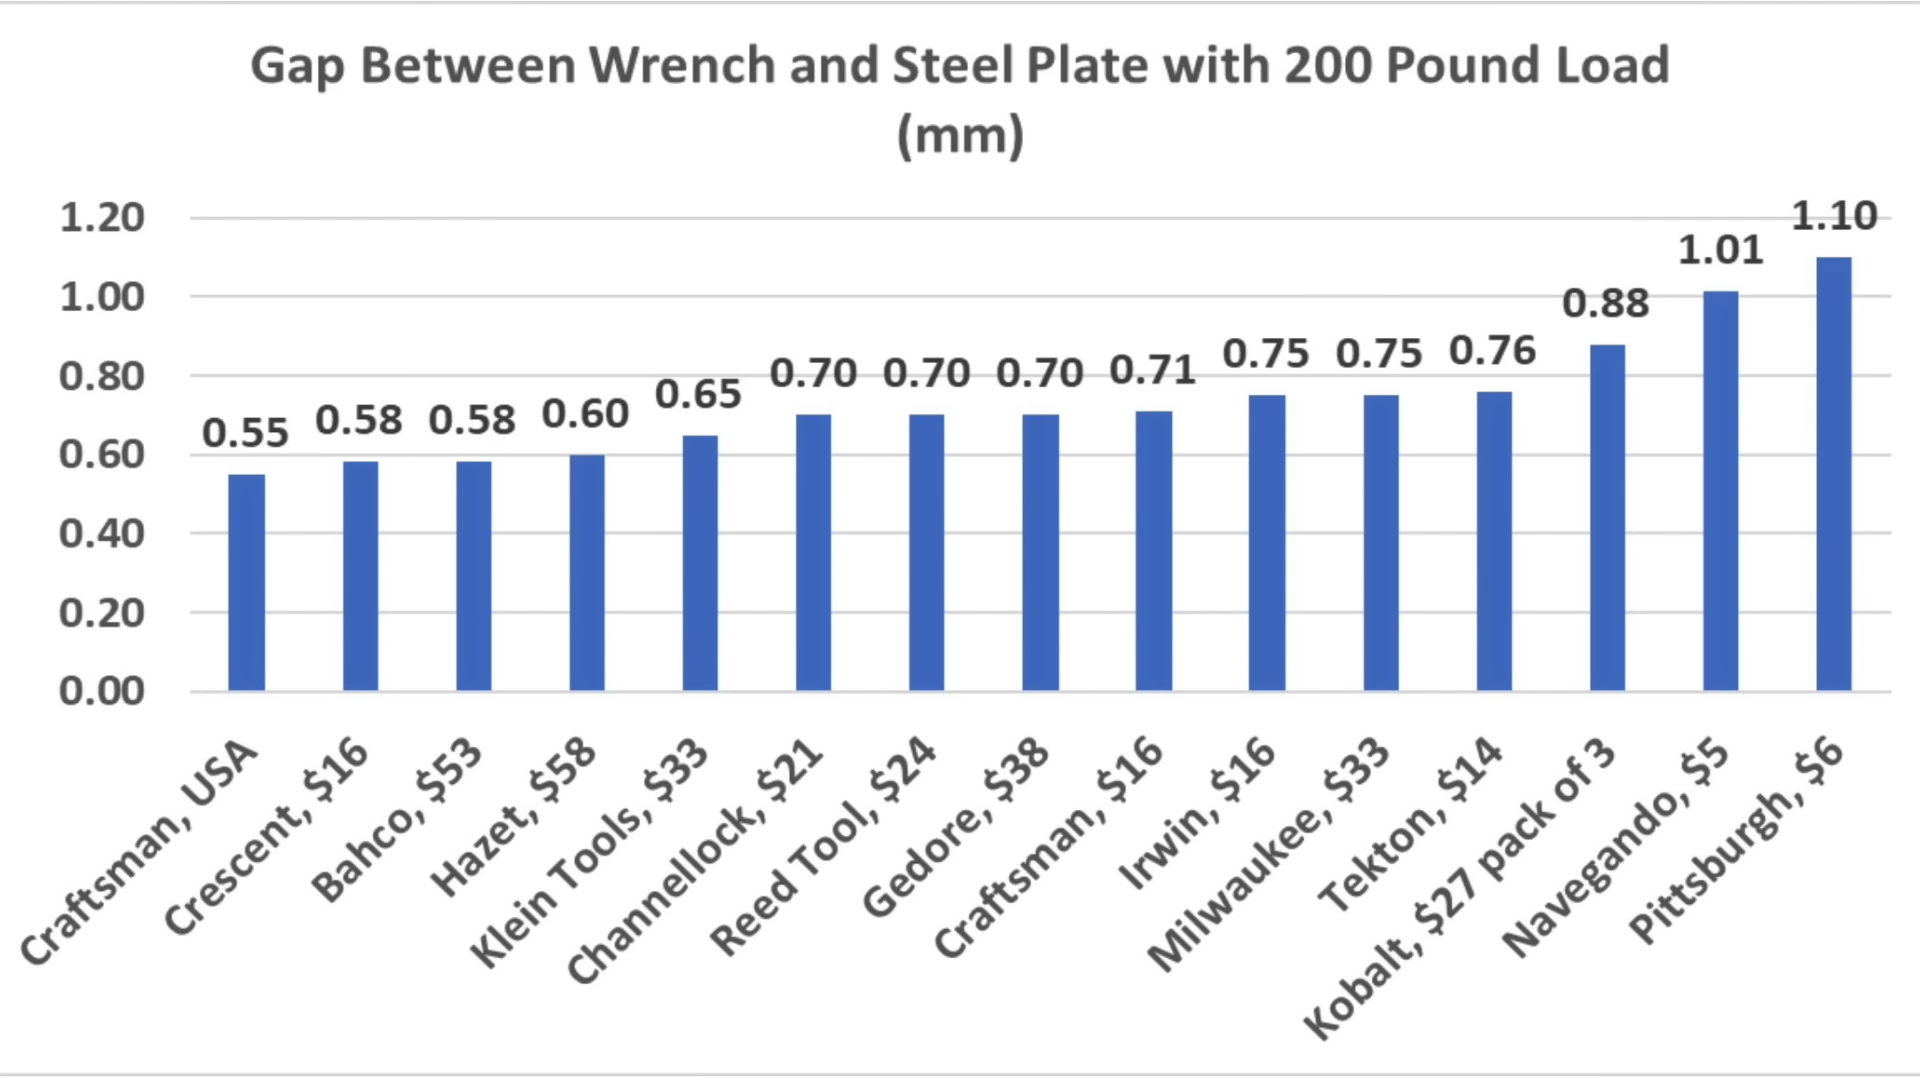 Gap Between Wrench and Steel Plate with 200 Pound Load
(mm)
1.20
1.00
0.80
0.60
0.40
0.20
0.00
0.55
0.58
0.58
0.60
0.65
0.70
0.70
0.70
0.71
0.75
0.75
0.76
0.88
1.01
1.10
Craftsman, USA
Crescent, $16
Bahco, $53
Hazet, $58
Klein Tools, $33
Channellock, $21
Reed Tool, $24
Gedore, $38
Craftsman, $16
Irwin, $16
Milwaukee, $33
Tekton, $14
Kobalt, $27 pack of 3
Navegando, $5
Pittsburgh, $6